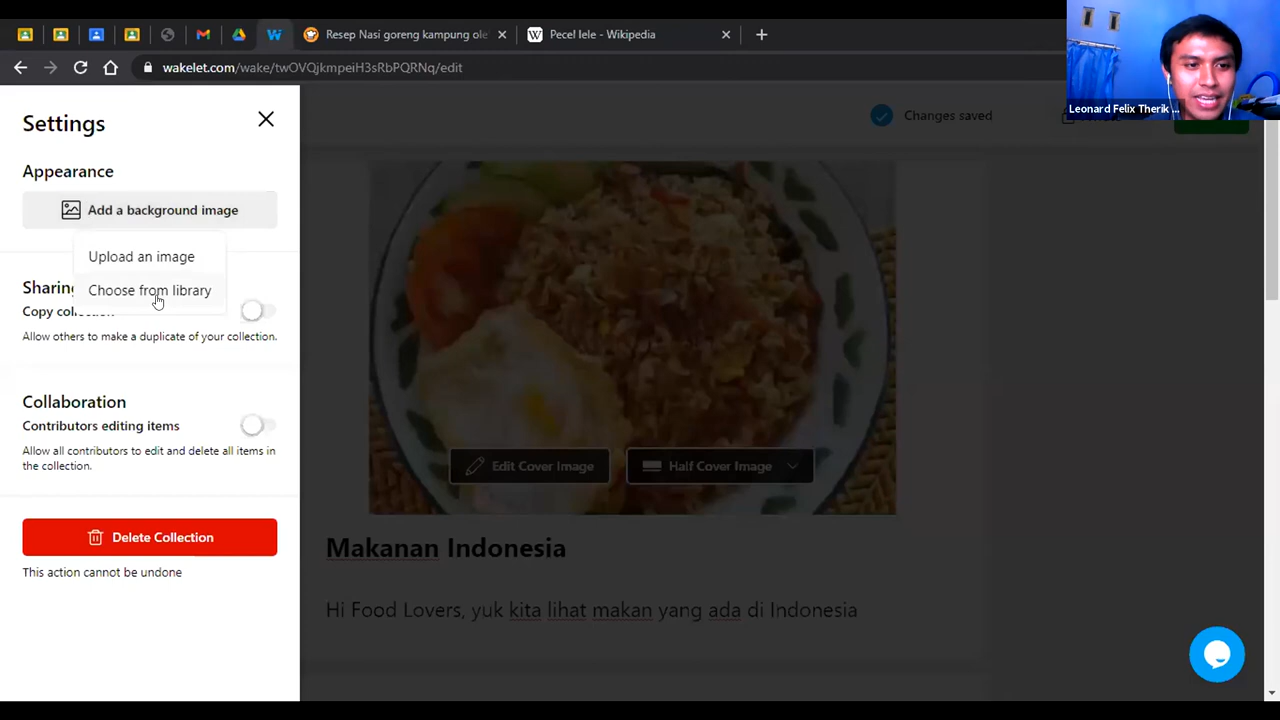 Resep Nasi goreng kampung ole
Pecel lele - Wikipedia
wakelet.com/wake/twOVQjkmpeiH3sRbPQRNq/edit
Leonard Felix Therik ...
Settings
Changes saved
Appearance
Add a background image
Upload an image
Choose from library
Sharing
Copy collection
Allow others to make a duplicate of your collection.
Collaboration
Contributors editing items
Allow all contributors to edit and delete all items in
the collection.
Edit Cover Image
Half Cover Image
Delete Collection
This action cannot be undone
Makanan Indonesia
Hi Food Lovers, yuk kita lihat makan yang ada di Indonesia